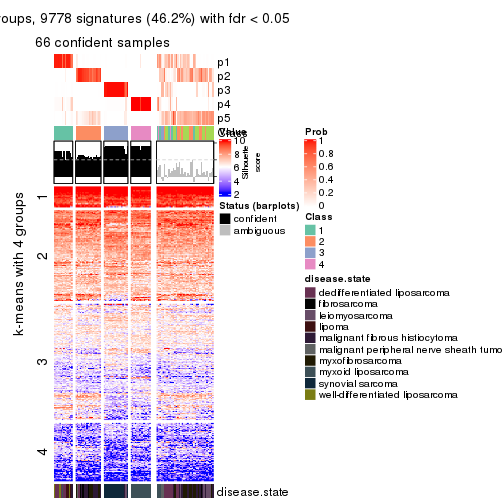 roups, 9778 signatures (46.2%) with fdr < 0.05
66 confident samples
p1
p2
p3
p4
p5
Class
Silhouette
score
1
2
3
4
k-means with 4 groups
disease.state
Value
10
8
6
4
2
Status (barplots)
confident
ambiguous
Prob
1
0.8
0.6
0.4
0.2
0
Class
1
2
3
4
disease.state
dedifferentiated liposarcoma
fibrosarcoma
leiomyosarcoma
lipoma
malignant fibrous histiocytoma
malignant peripheral nerve sheath tumo
myxofibrosarcoma
myxoid liposarcoma
synovial sarcoma
well-differentiated liposarcoma